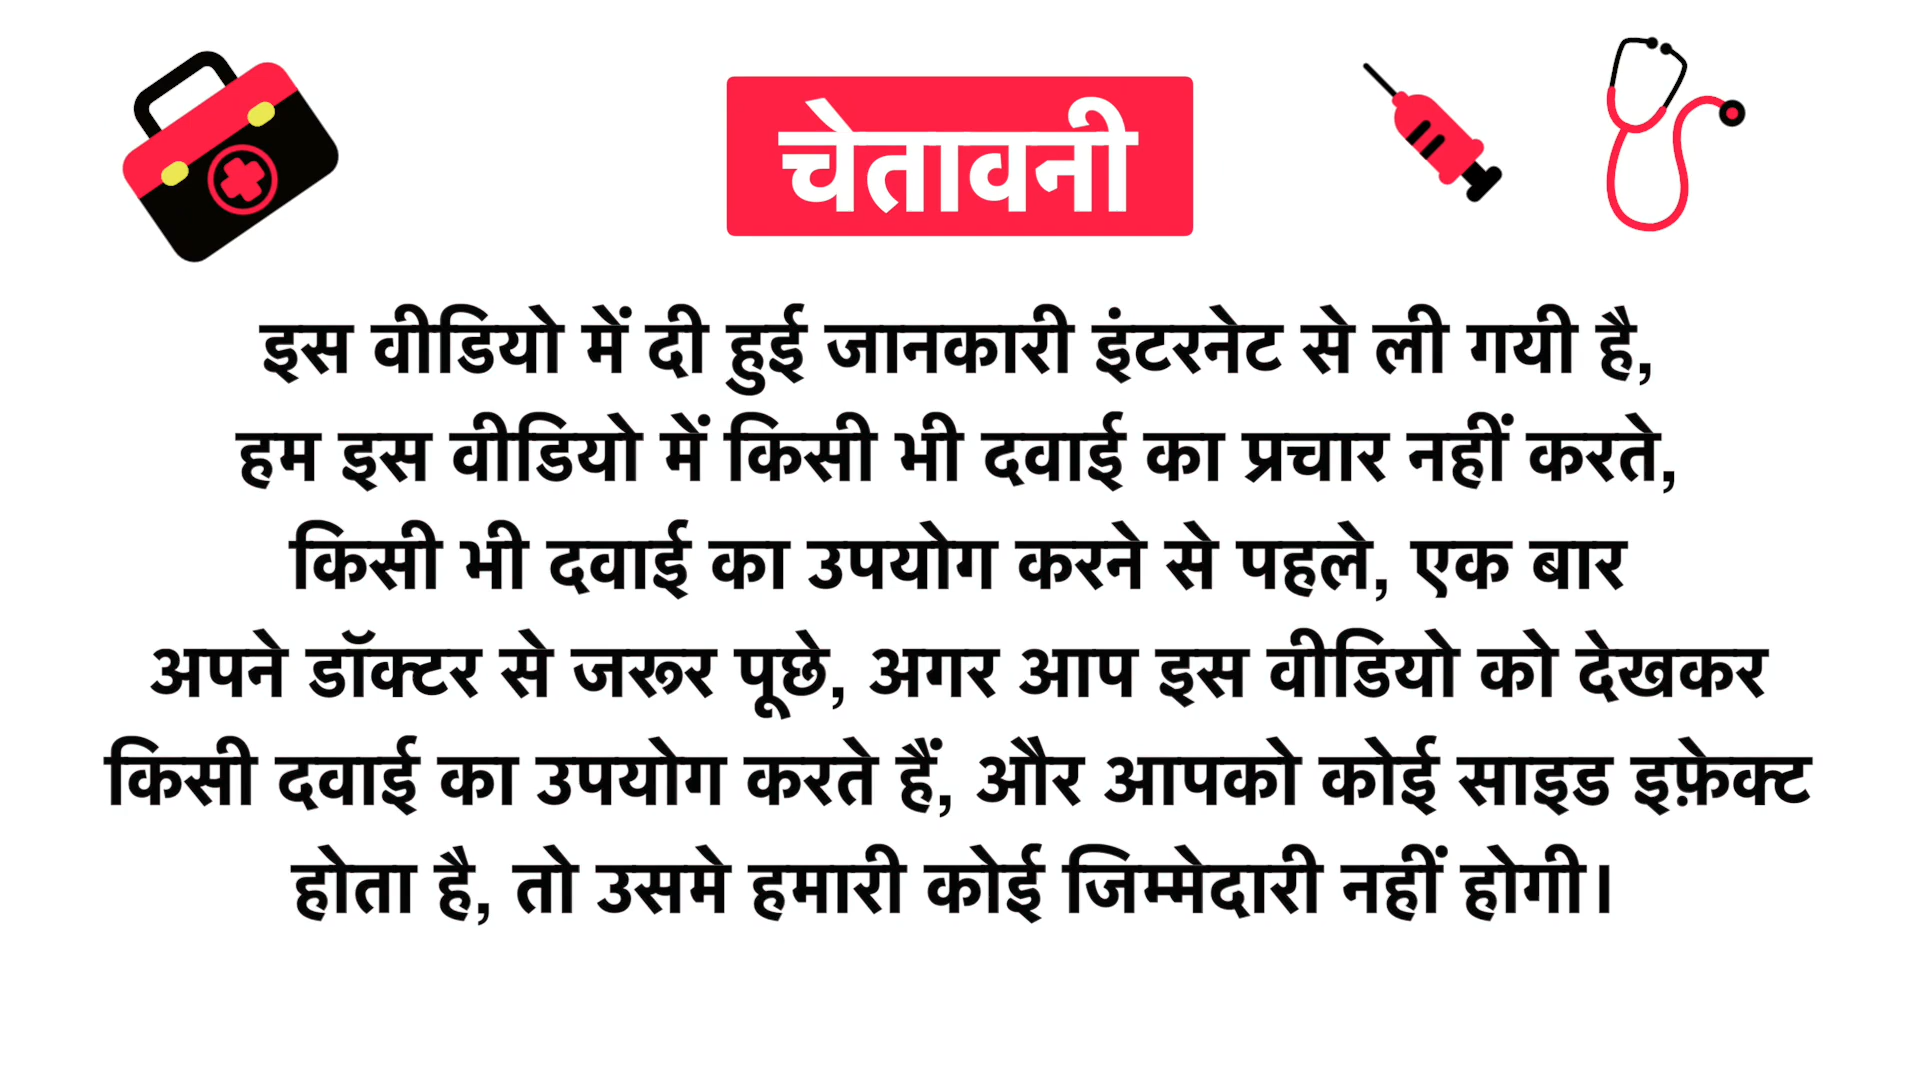 चेतावनी
इस वीडियो में दी हुई जानकारी इंटरनेट से ली गयी है,
हम इस वीडियो में किसी भी दवाई का प्रचार नहीं करते,
किसी भी दवाई का उपयोग करने से पहले, एक बार
अपने डॉक्टर से जरूर पूछे, अगर आप इस वीडियो को देखकर
किसी दवाई का उपयोग करते हैं, और आपको कोई साइड इफ़ेक्ट
होता है, तो उसमे हमारी कोई जिम्मेदारी नहीं होगी।